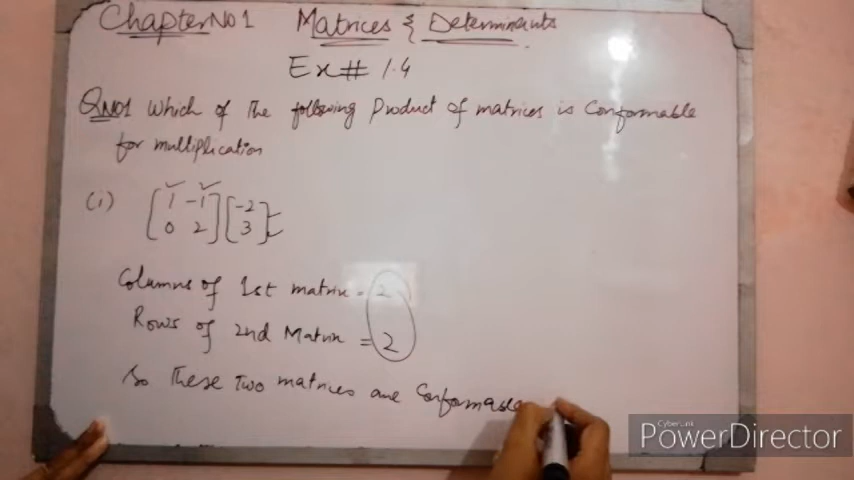 Chapter No 1 Matrices & Determinants
Ex# 1.4
QNo1 Which of the following Product of matrices is Conformable
for multiplication
(i) [1 -1 [-2
0 2] 3]
Columns of 1st matrix = 2
Rows of 2nd Matrix = 2
So These Two matrices are Conformable
CyberLink
PowerDirector